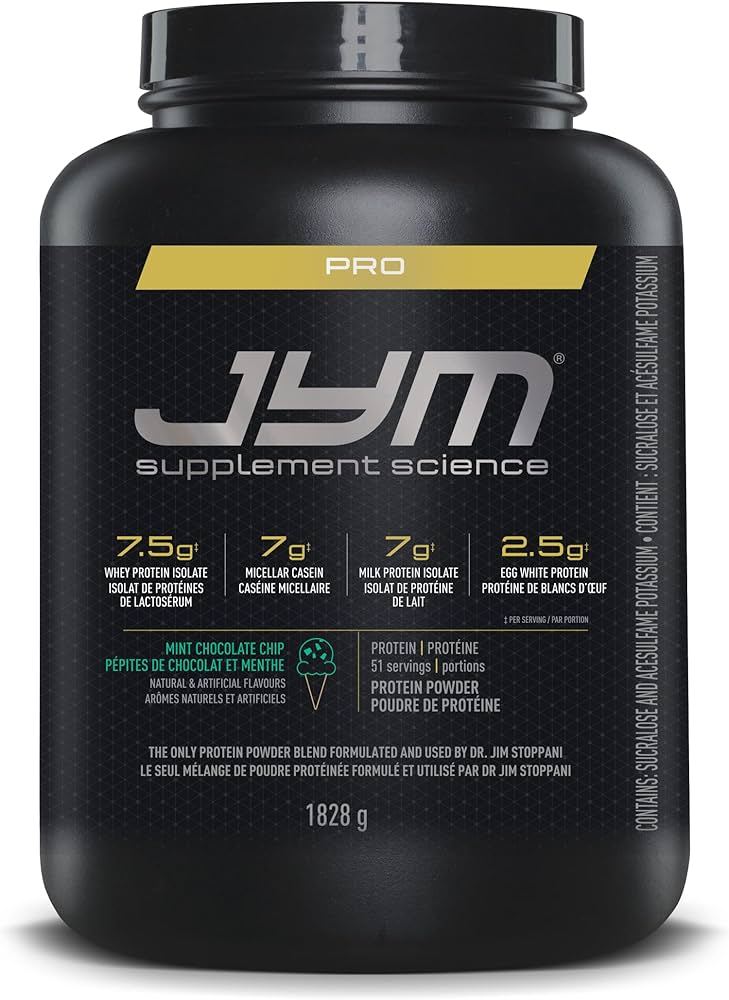 PRO
JYM®
supplement science
7.5g‡
WHEY PROTEIN ISOLATE
ISOLAT DE PROTÉINES
DE LACTOSÉRUM
7g‡
MICELLAR CASEIN
CASÉINE MICELLAIRE
7g‡
MILK PROTEIN ISOLATE
ISOLAT DE PROTÉINE
DE LAIT
2.5g‡
EGG WHITE PROTEIN
PROTÉINE DE BLANCS D'ŒUF
‡ PER SERVING / PAR PORTION
MINT CHOCOLATE CHIP
PÉPITES DE CHOCOLAT ET MENTHE
NATURAL & ARTIFICIAL FLAVOURS
ARÔMES NATURELS ET ARTIFICIELS
PROTEIN | PROTÉINE
51 servings | portions
PROTEIN POWDER
POUDRE DE PROTÉINE
THE ONLY PROTEIN POWDER BLEND FORMULATED AND USED BY DR. JIM STOPPANI
LE SEUL MÉLANGE DE POUDRE PROTÉINÉE FORMULÉ ET UTILISÉ PAR DR JIM STOPPANI
1828 g
CONTAINS: SUCRALOSE AND ACESULFAME POTASSIUM • CONTIENT : SUCRALOSE ET ACÉSULFAME POTASSIUM